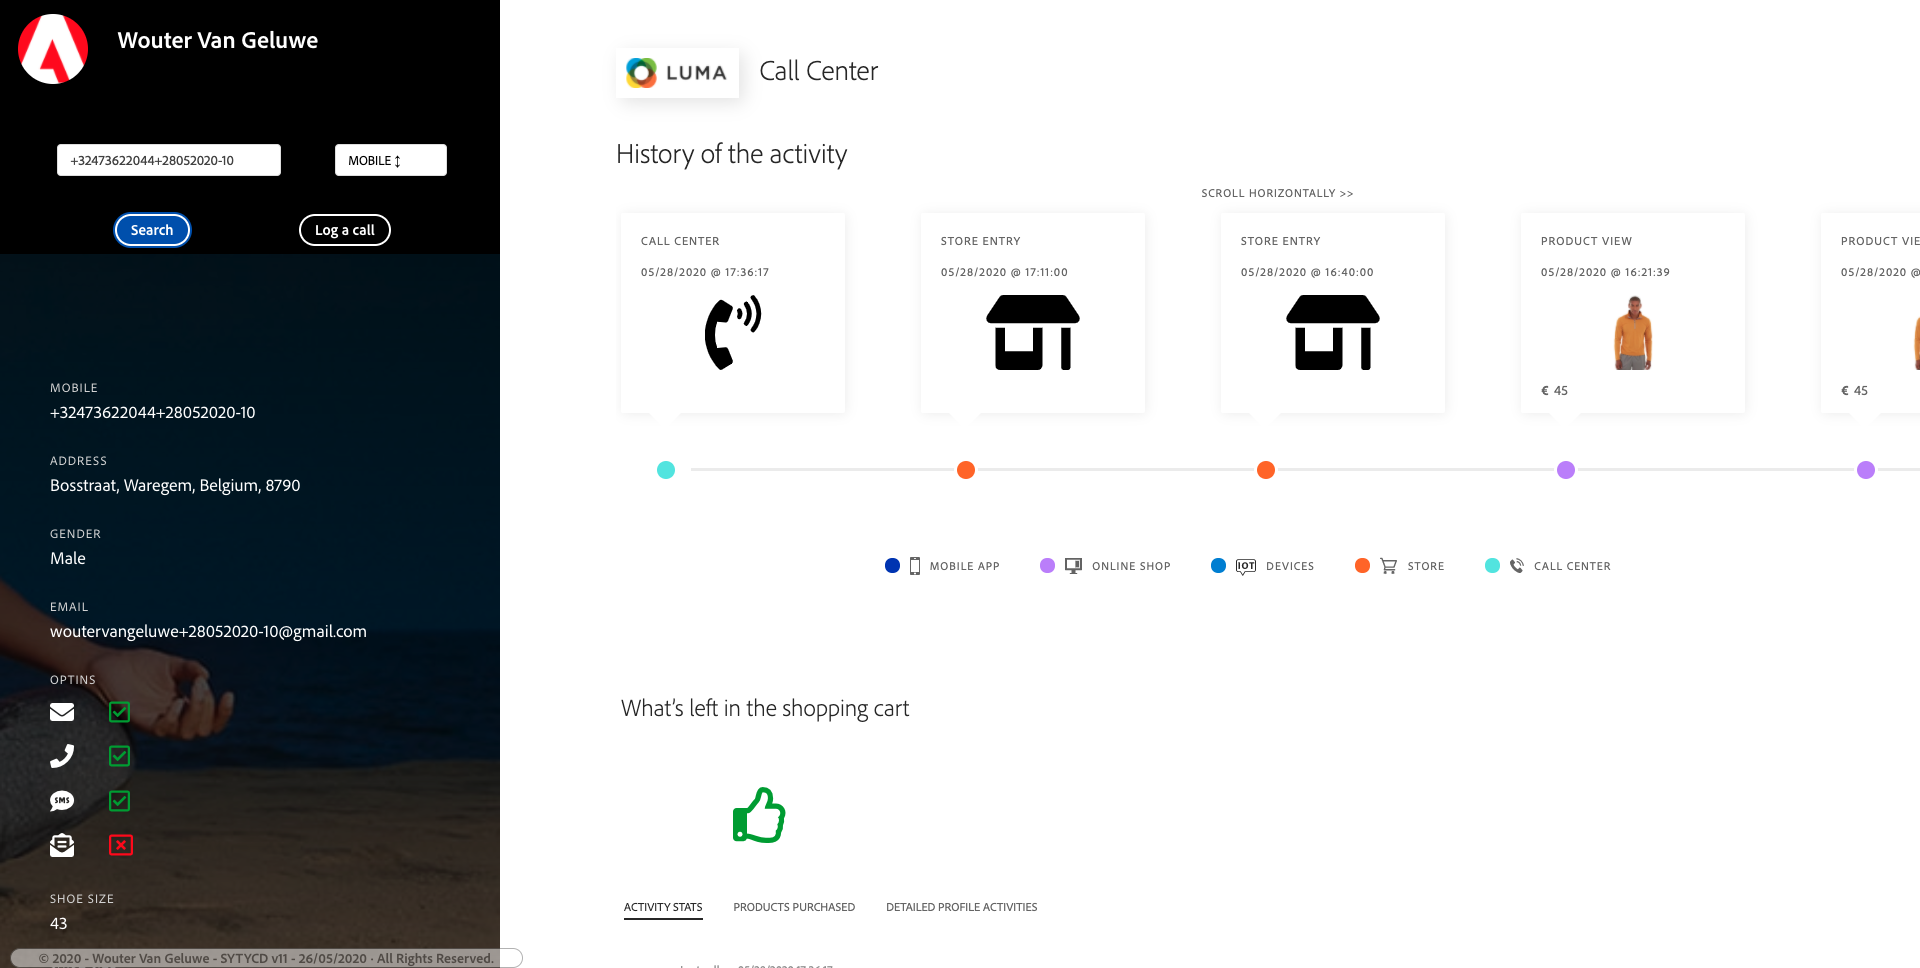 Wouter Van Geluwe
+32473622044+28052020-10
MOBILE
Search
Log a call
MOBILE
+32473622044+28052020-10
ADDRESS
Bosstraat, Waregem, Belgium, 8790
GENDER
Male
EMAIL
woutervangeluwe+28052020-10@gmail.com
OPTINS
SMS
SHOE SIZE
43
© 2020 - Wouter Van Geluwe - SYTYCD v11 - 26/05/2020 · All Rights Reserved.
LUMA
Call Center
History of the activity
SCROLL HORIZONTALLY >>
CALL CENTER
05/28/2020 @ 17:36:17
STORE ENTRY
05/28/2020 @ 17:11:00
STORE ENTRY
05/28/2020 @ 16:40:00
PRODUCT VIEW
05/28/2020 @ 16:21:39
€ 45
PRODUCT VIE
05/28/2020 @
€ 45
MOBILE APP
ONLINE SHOP
IOT DEVICES
STORE
CALL CENTER
What's left in the shopping cart
ACTIVITY STATS
PRODUCTS PURCHASED
DETAILED PROFILE ACTIVITIES